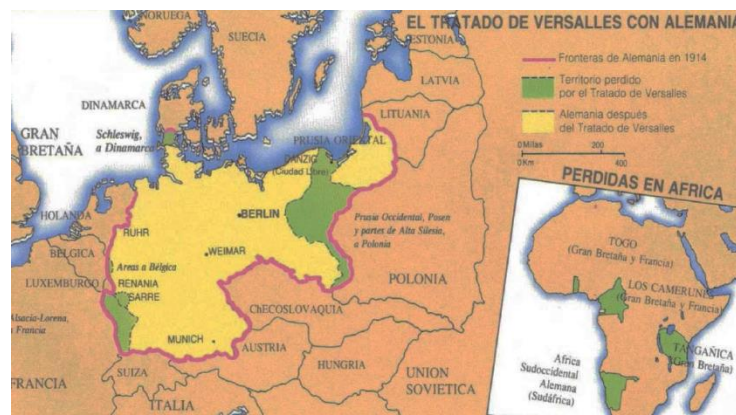 EL TRATADO DE VERSALLES CON ALEMANIA
Fronteras de Alemania en 1914
Territorio perdido
por el Tratado de Versalles
Alemania después
del Tratado de Versalles
0 Millas 200
0 Km 400
NORUEGA
SUECIA
ESTONIA
LATVIA
LITUANIA
DINAMARCA
Schleswig,
a Dinamarca
GRAN
BRETAÑA
PRUSIA ORIENTAL
DANZIG
(Ciudad Libre)
HOLANDA
BERLIN
RUHR
Prusia Occidental, Posen
y partes de Alta Silesia,
a Polonia
BELGICA
WEIMAR
Areas a Bélgica
LUXEMBURGO
RENANIA
SARRE
POLONIA
Alsacia-Lorena,
a Francia
CHECOSLOVAQUIA
MUNICH
AUSTRIA
FRANCIA
SUIZA
HUNGRIA
UNION
SOVIETICA
ITALIA
PERDIDAS EN AFRICA
TOGO
(Gran Bretaña y Francia)
LOS CAMERUNES
(Gran Bretaña y Francia)
TANGAÑICA
(Gran Bretaña)
Africa
Sudoccidental
Alemana
(Sudáfrica)